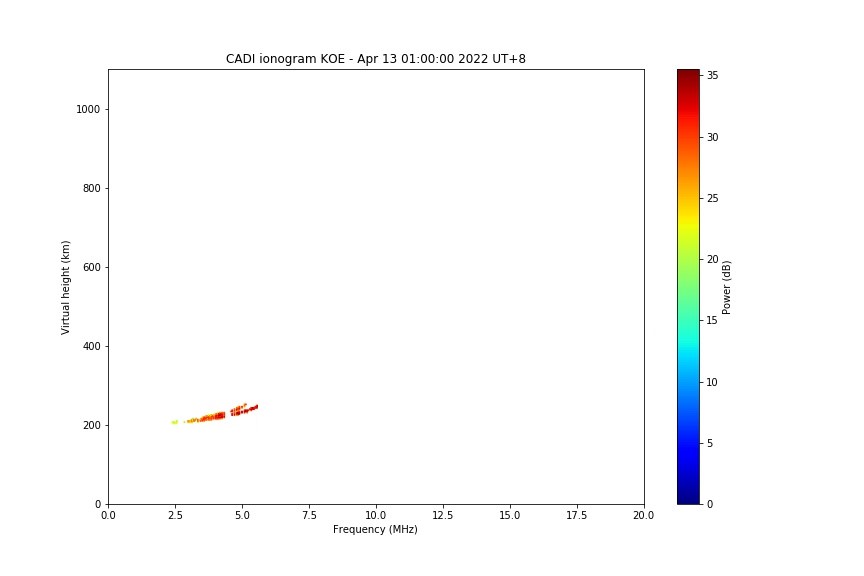 CADI ionogram KOE - Apr 13 01:00:00 2022 UT+8
1000
800
600
400
200
0
Virtual height (km)
0.0 2.5 5.0 7.5 10.0 12.5 15.0 17.5 20.0
Frequency (MHz)
35
30
25
20
15
10
5
0
Power (dB)